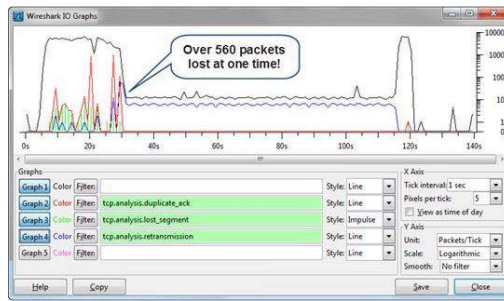 Wireshark IO Graphs
Over 560 packets
lost at one time!
10000
1000
100
10
1
0
0s 20s 40s 60s 80s 100s 120s 140s
Graphs
Graph 1 Color Filter: Style: Line
Graph 2 Color Filter: tcp.analysis.duplicate_ack Style: Line
Graph 3 Color Filter: tcp.analysis.lost_segment Style: Impulse
Graph 4 Color Filter: tcp.analysis.retransmission Style: Line
Graph 5 Color Filter: Style: Line
X Axis
Tick interval: 1 sec
Pixels per tick: 5
View as time of day
Y Axis
Unit: Packets/Tick
Scale: Logarithmic
Smooth: No filter
Help Copy Save Close